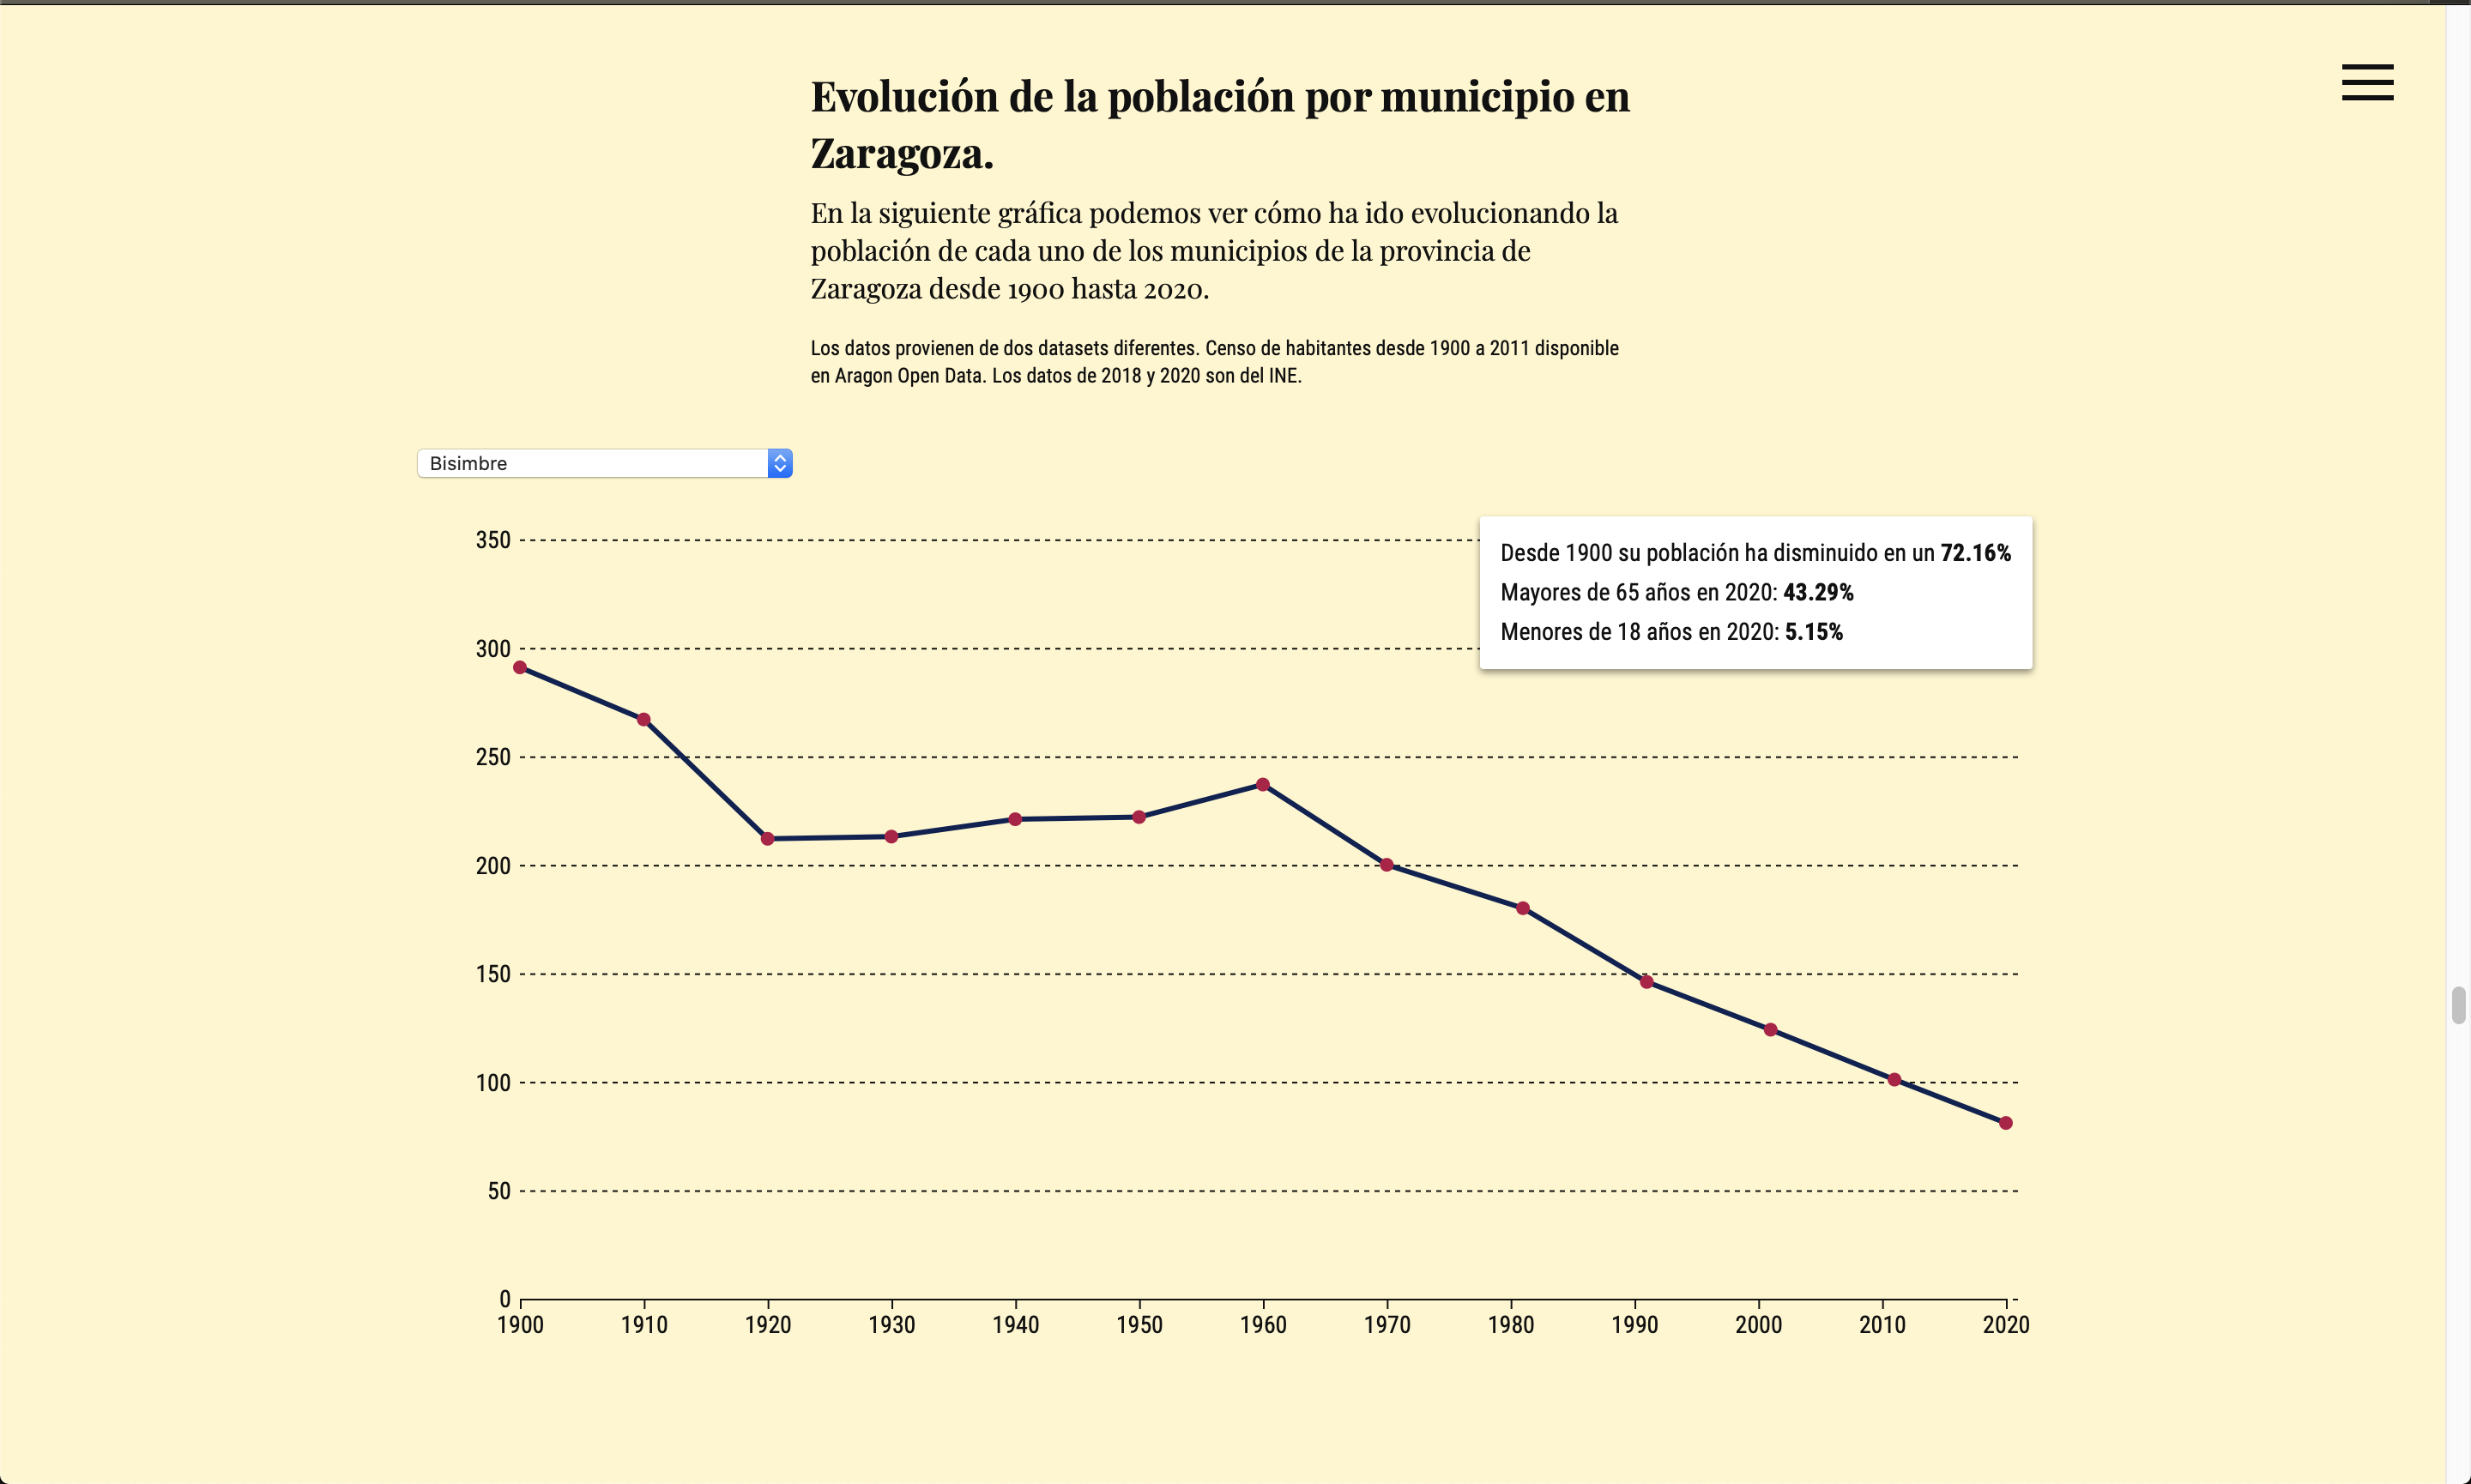 Evolución de la población por municipio en
Zaragoza.
En la siguiente gráfica podemos ver cómo ha ido evolucionando la
población de cada uno de los municipios de la provincia de
Zaragoza desde 1900 hasta 2020.
Los datos provienen de dos datasets diferentes. Censo de habitantes desde 1900 a 2011 disponible
en Aragon Open Data. Los datos de 2018 y 2020 son del INE.
Bisimbre
Desde 1900 su población ha disminuido en un 72.16%
Mayores de 65 años en 2020: 43.29%
Menores de 18 años en 2020: 5.15%
350
300
250
200
150
100
50
0
1900 1910 1920 1930 1940 1950 1960 1970 1980 1990 2000 2010 2020